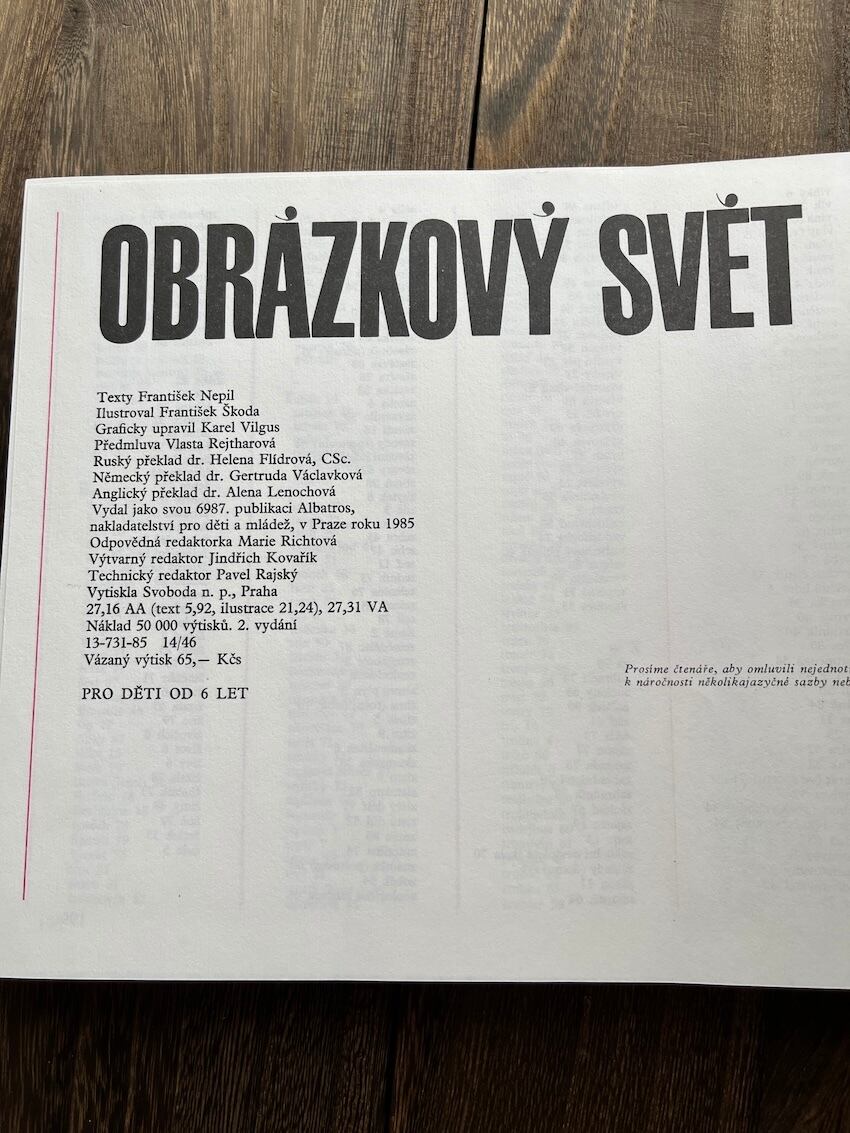 OBRÁZKOVÝ SVĚT
Texty František Nepil
Ilustroval František Škoda
Graficky upravil Karel Vilgus
Předmluva Vlasta Rejtharová
Ruský překlad dr. Helena Flídrová, CSc.
Německý překlad dr. Gertruda Václavková
Anglický překlad dr. Alena Lenochová
Vydal jako svou 6987. publikaci Albatros,
nakladatelství pro děti a mládež, v Praze roku 1985
Odpovědná redaktorka Marie Richtová
Výtvarný redaktor Jindřich Kovařík
Technický redaktor Pavel Rajský
Vytiskla Svoboda n. p., Praha
27,16 AA (text 5,92, ilustrace 21,24), 27,31 VA
Náklad 50 000 výtisků. 2. vydání
13-731-85 14/46
Vázaný výtisk 65,— Kčs
PRO DĚTI OD 6 LET
Prosíme čtenáře, aby omluvili nejednot
k náročnosti několikajazyčné sazby neb